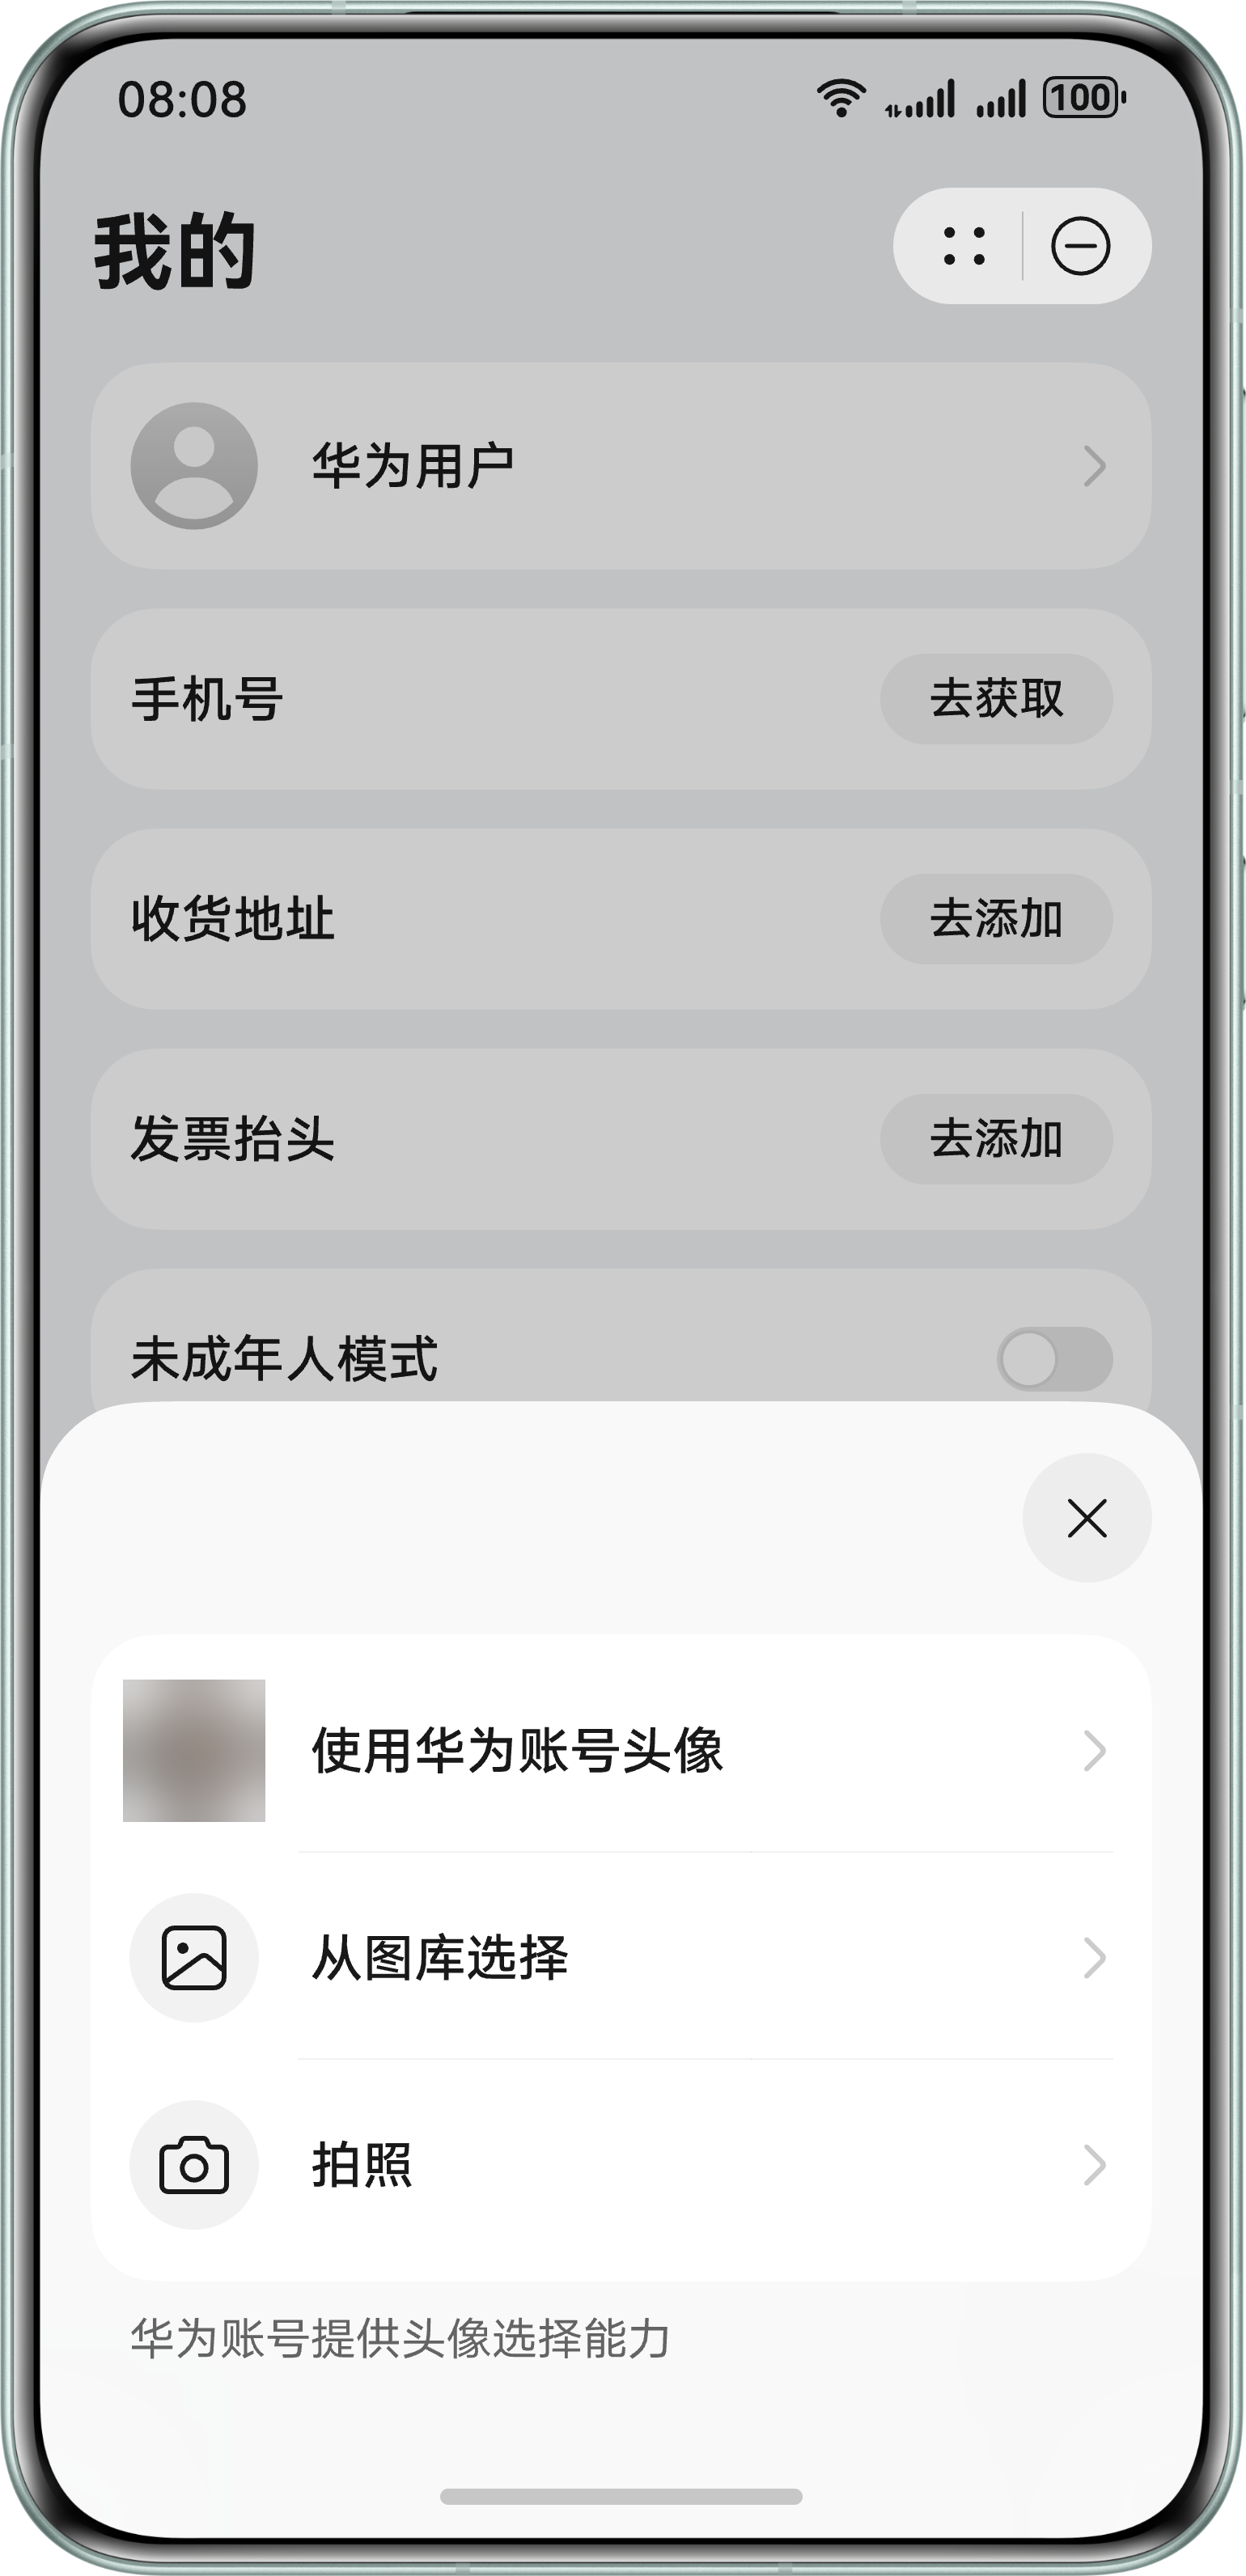 08:08
100
我的
华为用户
手机号
去获取
收货地址
去添加
发票抬头
去添加
未成年人模式
使用华为账号头像
从图库选择
拍照
华为账号提供头像选择能力